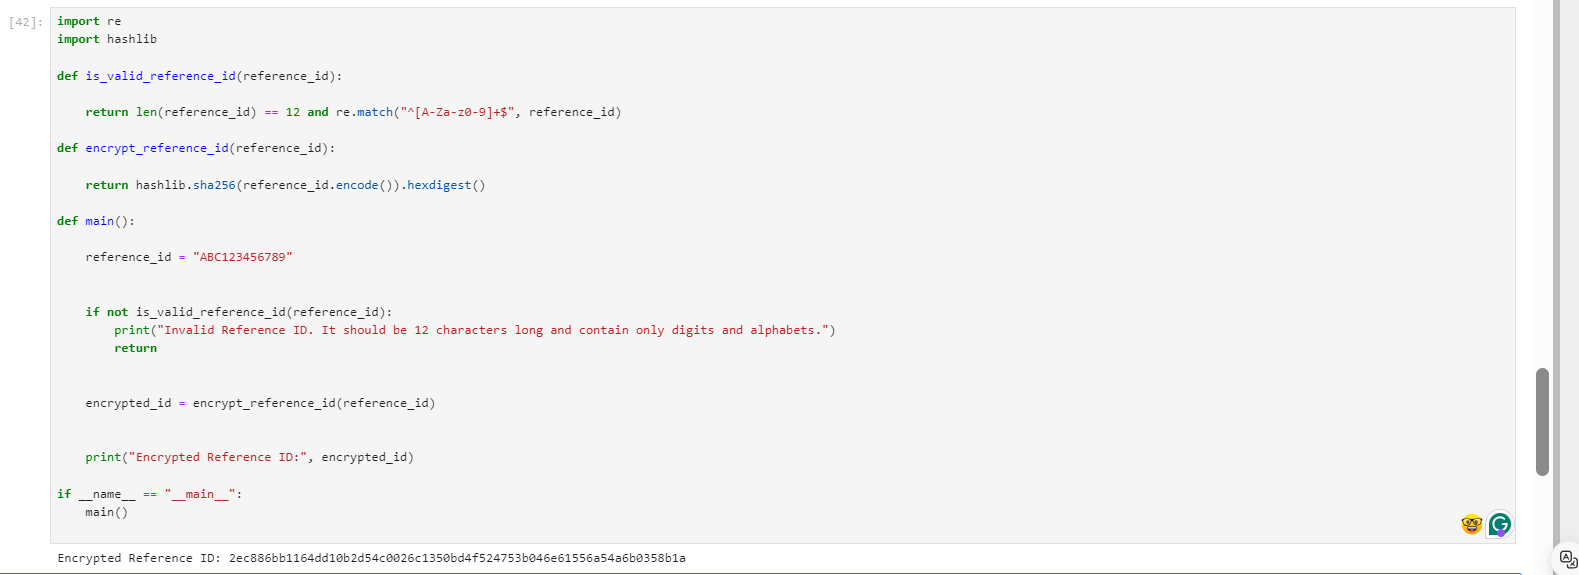 [42]:
import re
import hashlib
def is_valid_reference_id(reference_id):
return len(reference_id) == 12 and re.match("^[A-Za-z0-9]+$", reference_id)
def encrypt_reference_id(reference_id):
return hashlib.sha256(reference_id.encode()).hexdigest()
def main():
reference_id = "ABC123456789"
if not is_valid_reference_id(reference_id):
print("Invalid Reference ID. It should be 12 characters long and contain only digits and alphabets.")
return
encrypted_id = encrypt_reference_id(reference_id)
print("Encrypted Reference ID:", encrypted_id)
if __name__ == "__main__":
main()
Encrypted Reference ID: 2ec886bb1164dd10b2d54c0026c1350bd4f524753b046e61556a54a6b0358b1a